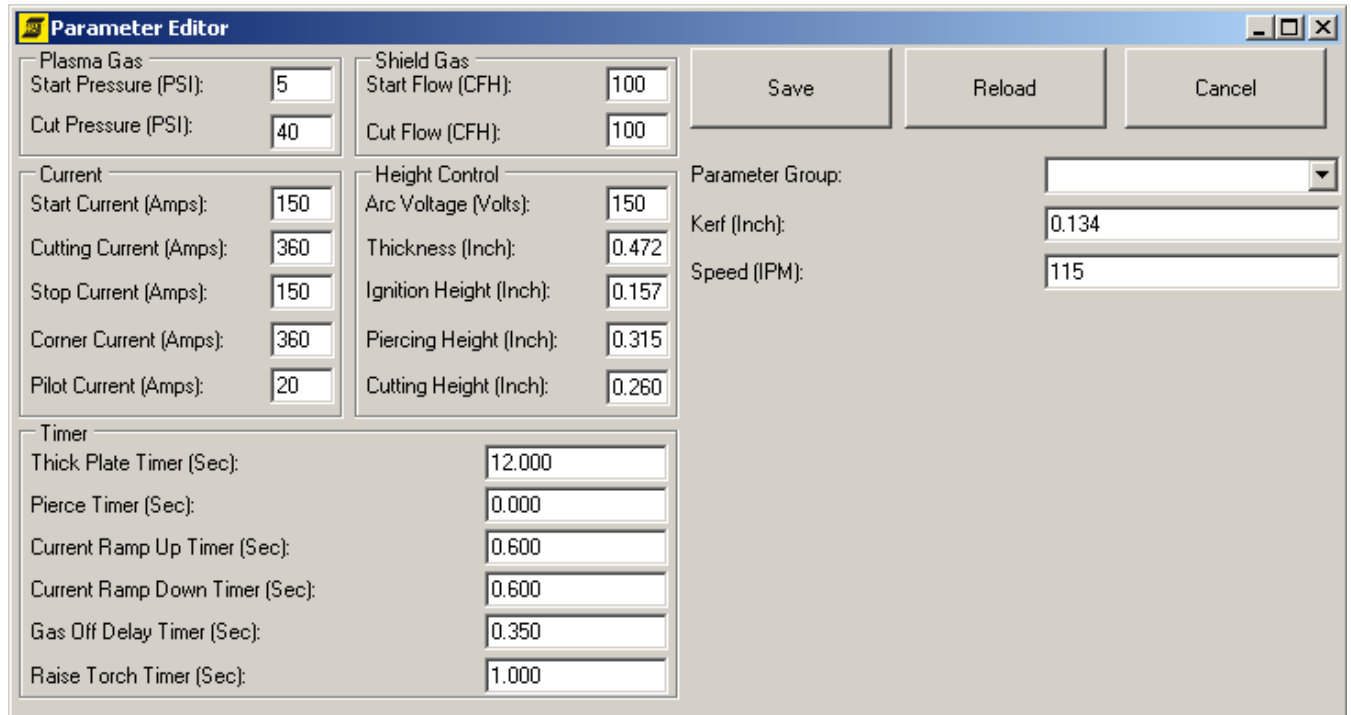 Parameter Editor
Plasma Gas
Start Pressure (PSI): 5
Cut Pressure (PSI): 40
Shield Gas
Start Flow (CFH): 100
Cut Flow (CFH): 100
Save Reload Cancel
Current
Start Current (Amps): 150
Cutting Current (Amps): 360
Stop Current (Amps): 150
Corner Current (Amps): 360
Pilot Current (Amps): 20
Height Control
Arc Voltage (Volts): 150
Thickness (Inch): 0.472
Ignition Height (Inch): 0.157
Piercing Height (Inch): 0.315
Cutting Height (Inch): 0.260
Parameter Group:
Kerf (Inch): 0.134
Speed (IPM): 115
Timer
Thick Plate Timer (Sec): 12.000
Pierce Timer (Sec): 0.000
Current Ramp Up Timer (Sec): 0.600
Current Ramp Down Timer (Sec): 0.600
Gas Off Delay Timer (Sec): 0.350
Raise Torch Timer (Sec): 1.000